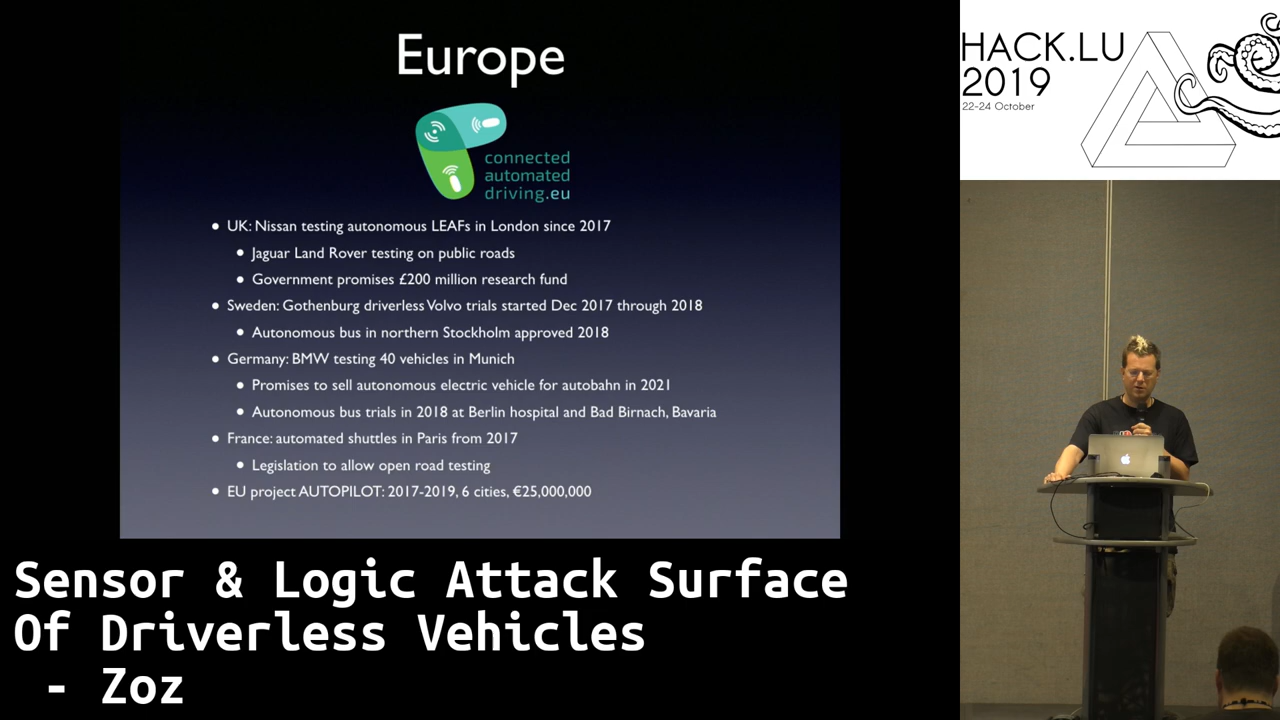 Europe
connected
automated
driving.eu
• UK: Nissan testing autonomous LEAFs in London since 2017
• Jaguar Land Rover testing on public roads
• Government promises £200 million research fund
• Sweden: Gothenburg driverless Volvo trials started Dec 2017 through 2018
• Autonomous bus in northern Stockholm approved 2018
• Germany: BMW testing 40 vehicles in Munich
• Promises to sell autonomous electric vehicle for autobahn in 2021
• Autonomous bus trials in 2018 at Berlin hospital and Bad Birnach, Bavaria
• France: automated shuttles in Paris from 2017
• Legislation to allow open road testing
• EU project AUTOPILOT: 2017-2019, 6 cities, €25,000,000
HACK.LU
2019
22-24 October
Sensor & Logic Attack Surface
Of Driverless Vehicles
- Zoz